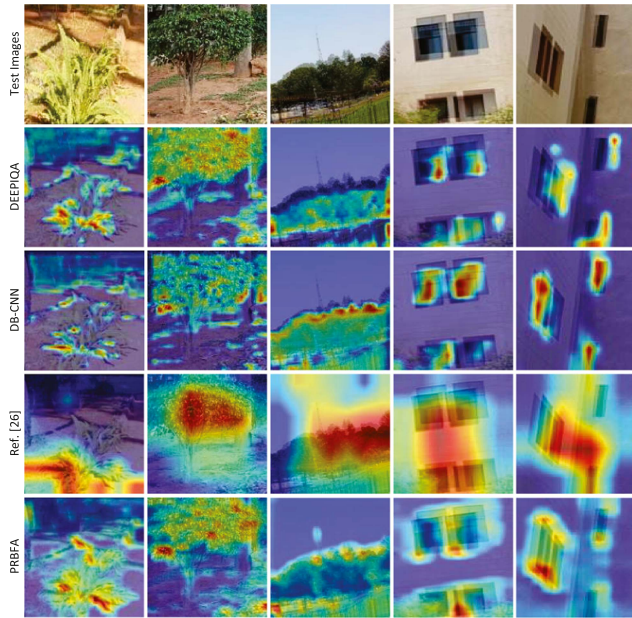 Test Images
DEEPIQA
DB-CNN
Ref. [26]
PRBFA